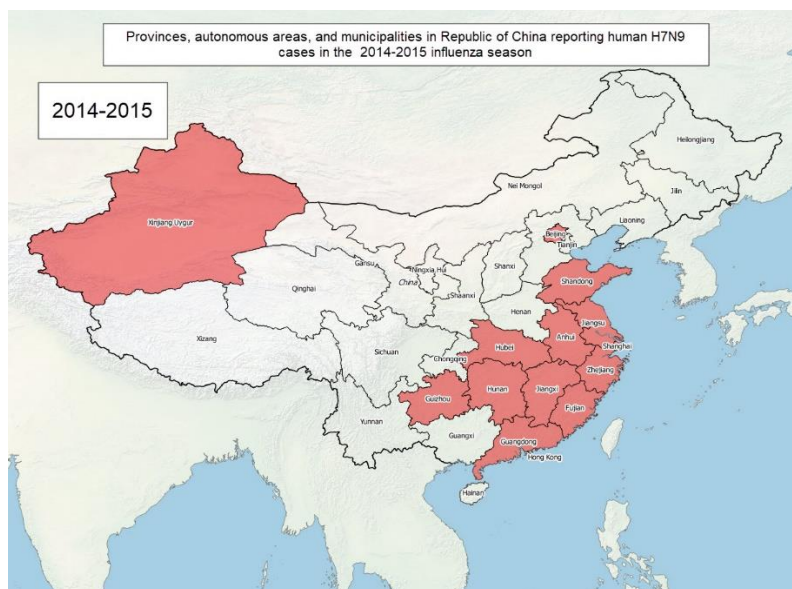 Provinces, autonomous areas, and municipalities in Republic of China reporting human H7N9
cases in the 2014-2015 influenza season
2014-2015
Heilongjiang
Nei Mongol
Jilin
Xinjiang Uygur
Liaoning
Beijing
Tianjin
Gansu
Ningxia Hui
Shanxi
Shandong
China
Qinghai
Shaanxi
Henan
Jiangsu
Anhui
Xizang
Hubei
Shanghai
Sichuan
Chongqing
Zhejiang
Hunan
Jiangxi
Guizhou
Fujian
Yunnan
Guangxi
Guangdong
Hong Kong
Hainan